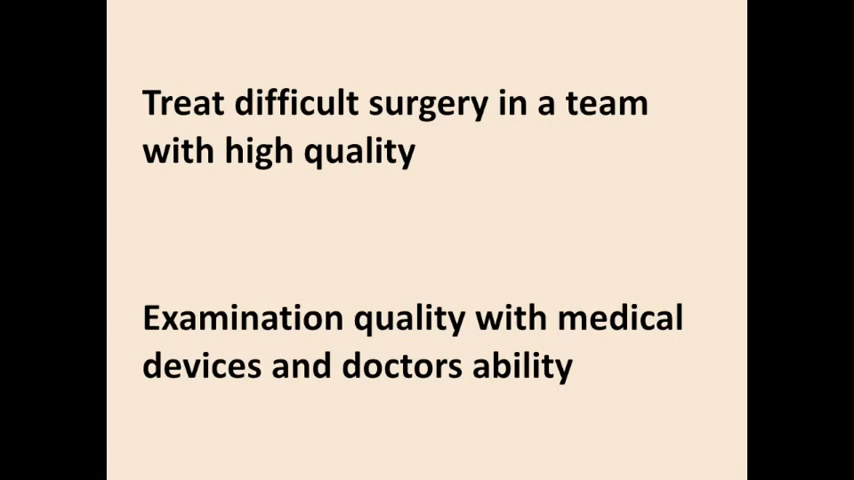 Treat difficult surgery in a team
with high quality
Examination quality with medical
devices and doctors ability